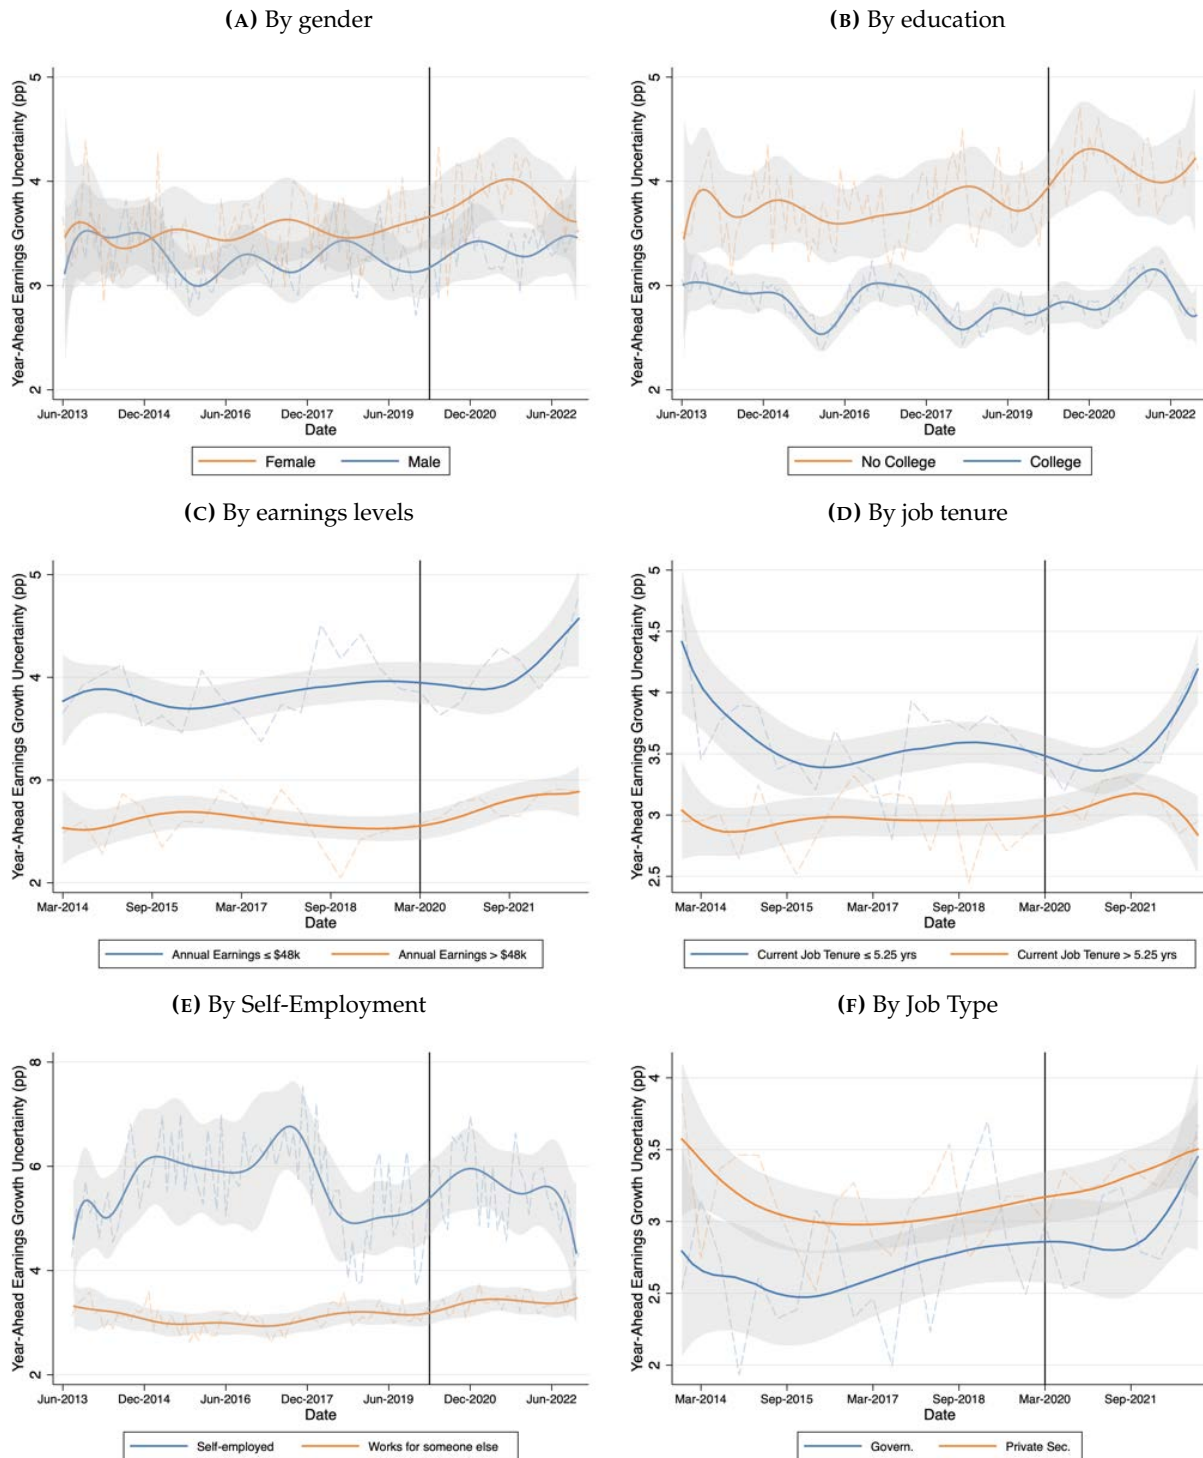 (A) By gender
Year-Ahead Earnings Growth Uncertainty (pp)
5
4
3
2
Jun-2013 Dec-2014 Jun-2016 Dec-2017 Jun-2019 Dec-2020 Jun-2022
Date
Female Male
(B) By education
Year-Ahead Earnings Growth Uncertainty (pp)
5
4
3
2
Jun-2013 Dec-2014 Jun-2016 Dec-2017 Jun-2019 Dec-2020 Jun-2022
Date
No College College
(C) By earnings levels
Year-Ahead Earnings Growth Uncertainty (pp)
5
4
3
2
Mar-2014 Sep-2015 Mar-2017 Sep-2018 Mar-2020 Sep-2021
Date
Annual Earnings ≤ $48k Annual Earnings > $48k
(D) By job tenure
Year-Ahead Earnings Growth Uncertainty (pp)
5
4.5
4
3.5
3
2.5
Mar-2014 Sep-2015 Mar-2017 Sep-2018 Mar-2020 Sep-2021
Date
Current Job Tenure ≤ 5.25 yrs Current Job Tenure > 5.25 yrs
(E) By Self-Employment
Year-Ahead Earnings Growth Uncertainty (pp)
8
6
4
2
Jun-2013 Dec-2014 Jun-2016 Dec-2017 Jun-2019 Dec-2020 Jun-2022
Date
Self-employed Works for someone else
(F) By Job Type
Year-Ahead Earnings Growth Uncertainty (pp)
4
3.5
3
2.5
2
Mar-2014 Sep-2015 Mar-2017 Sep-2018 Mar-2020 Sep-2021
Date
Govern. Private Sec.